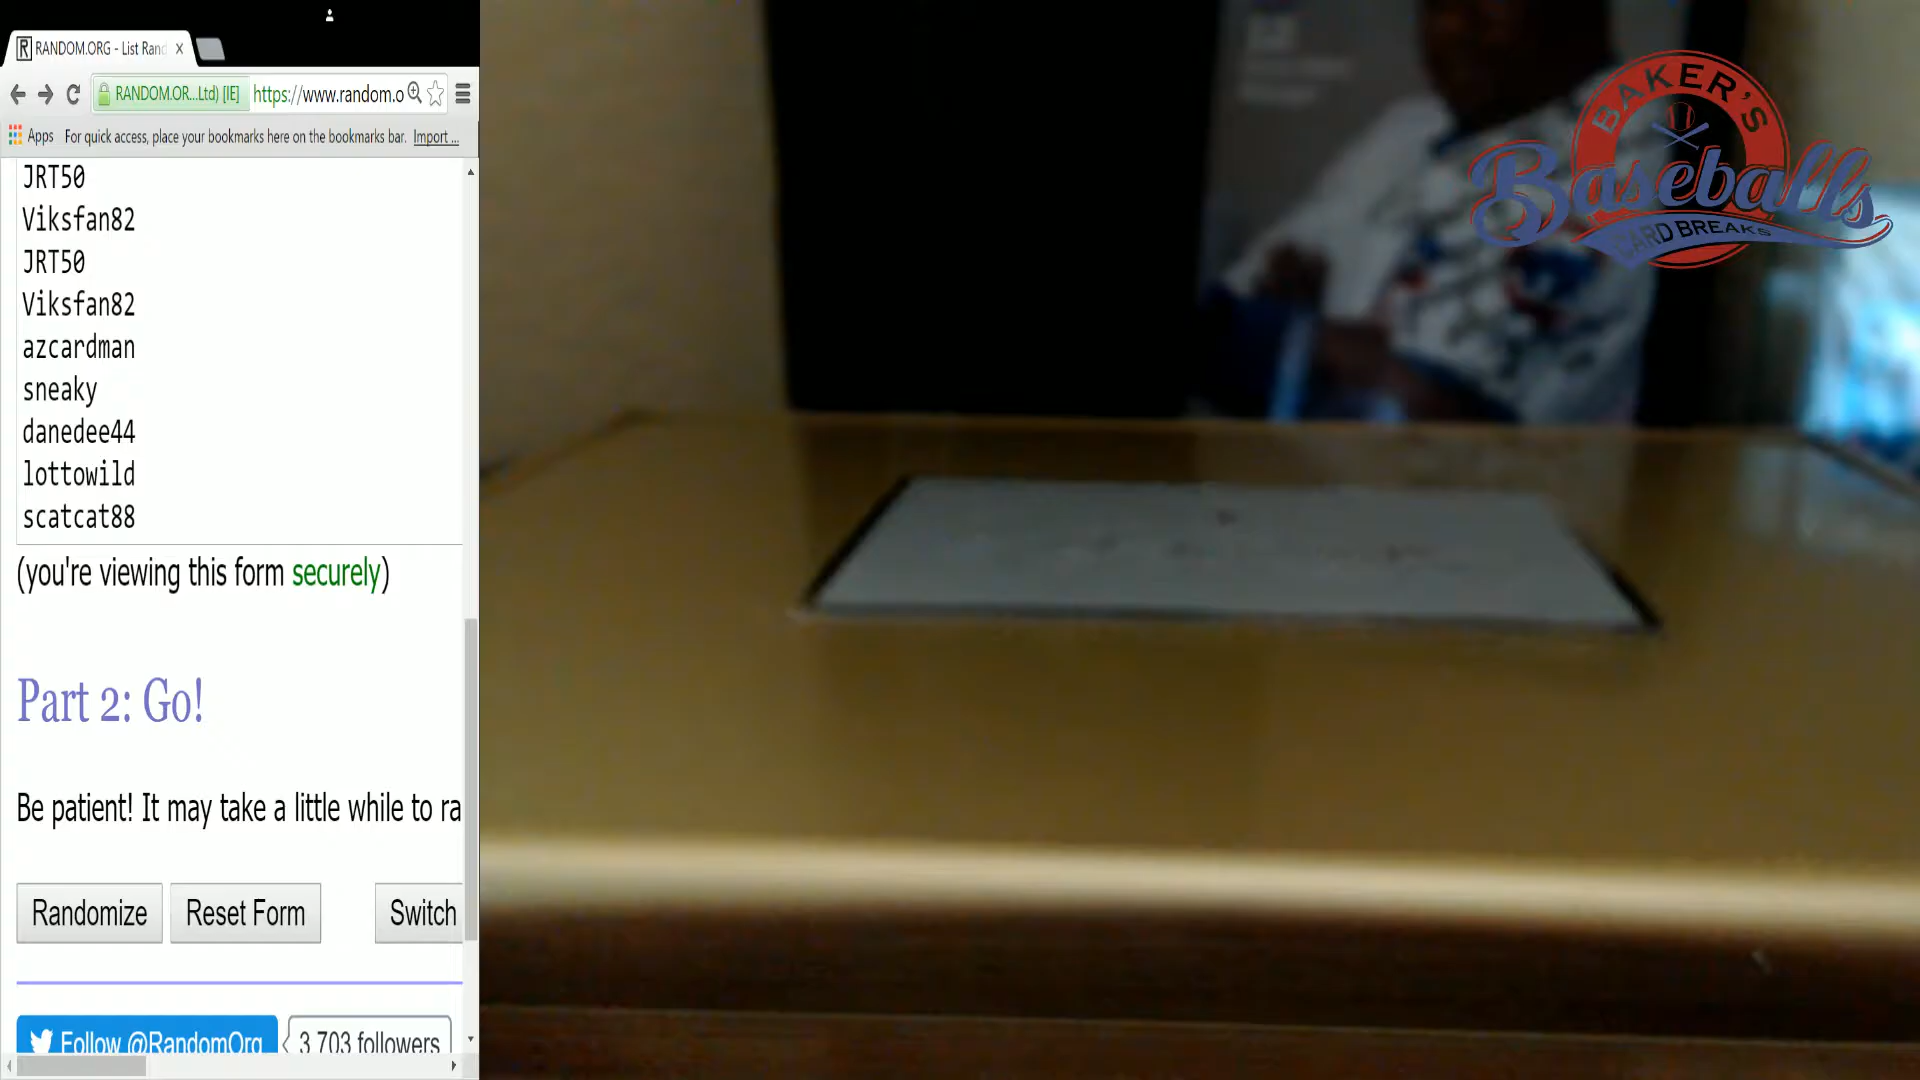 RANDOM.ORG - List Rand
RANDOM.OR...Ltd) [IE] https://www.random.o
Apps For quick access, place your bookmarks here on the bookmarks bar. Import ...
JRT50
Viksfan82
JRT50
Viksfan82
azcardman
sneaky
danedee44
lottowild
scatcat88
(you're viewing this form securely)
Part 2: Go!
Be patient! It may take a little while to ra
Randomize Reset Form Switch
Follow @RandomOrg 3 703 followers
BAKER'S
Baseballs
CARD BREAKS